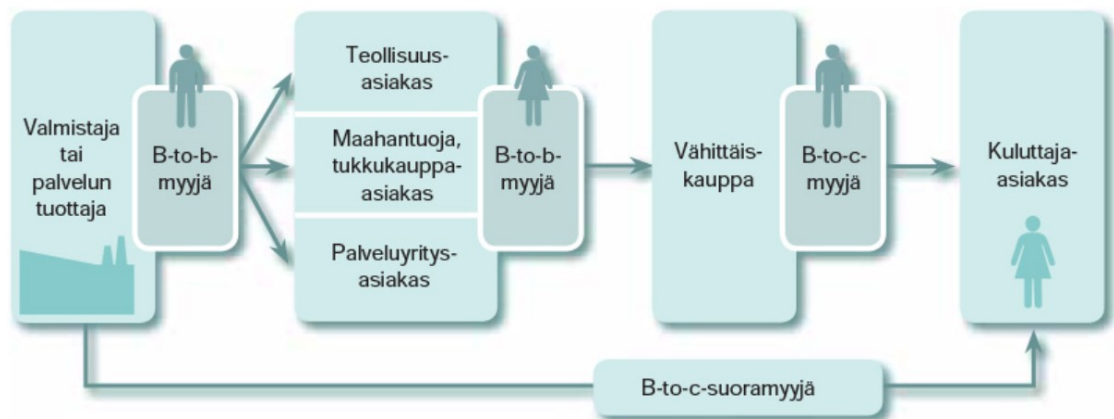 Valmistaja
tai
palvelun
tuottaja
B-to-b-
myyjä
Teollisuus-
asiakas
Maahantuoja,
tukkukauppa-
asiakas
Palveluyritys-
asiakas
B-to-b-
myyjä
Vähittäis-
kauppa
B-to-c-
myyjä
Kuluttaja-
asiakas
B-to-c-suoramyyjä